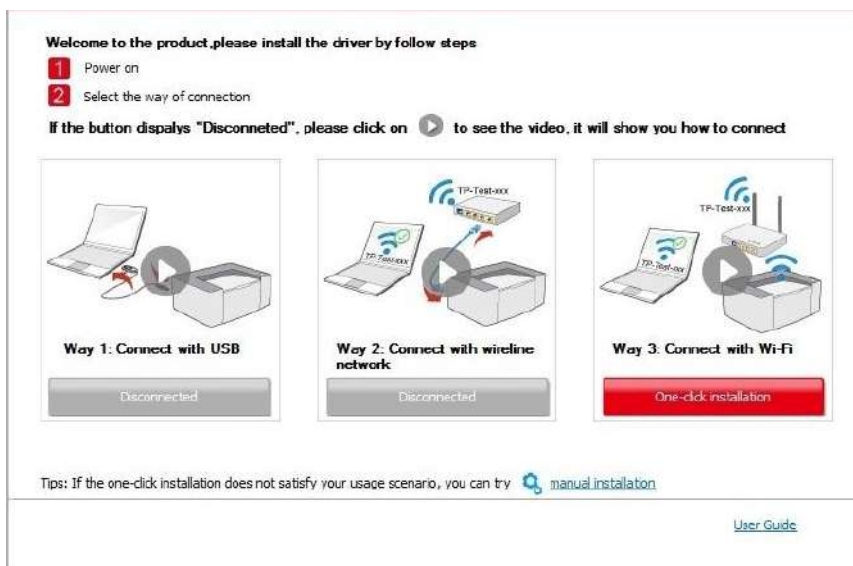 Welcome to the product,please install the driver by follow steps
1 Power on
2 Select the way of connection
If the button dispalys "Disconneted", please click on to see the video, it will show you how to connect
TP-Test-xxx
TP-Test-xxx
TP-Test-xxx
TP-Test-xxx
Way 1: Connect with USB
Way 2: Connect with wireline
network
Way 3: Connect with Wi-Fi
Disconnected
Disconnected
One-click installation
Tips: If the one-click installation does not satisfy your usage scenario, you can try manual installation
User Guide